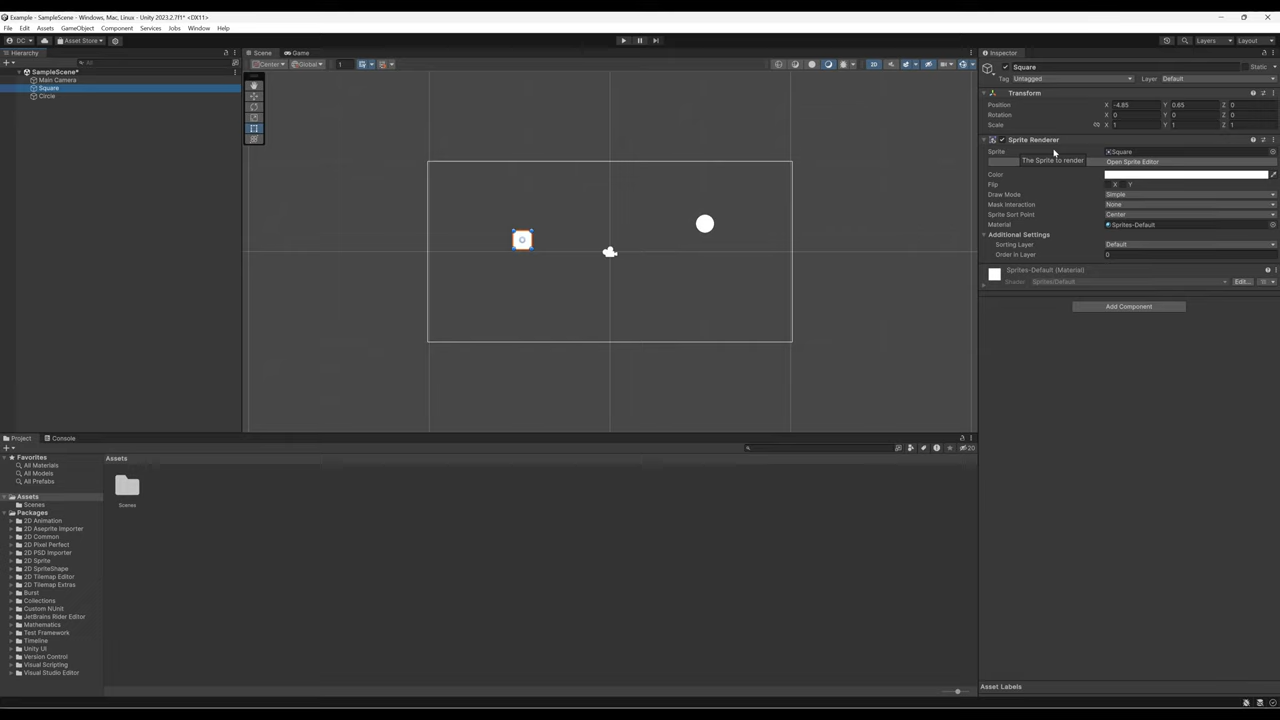 Example - SampleScene - Windows, Mac, Linux - Unity 2023.2.7f1* <DX11>
File Edit Assets GameObject Component Services Jobs Window Help
DC Asset Store Layers Layout
Hierarchy
All
SampleScene*
Main Camera
Square
Circle
Scene Game
Center Global 1 2D
Inspector
Square Static
Tag Untagged Layer Default
Transform
Position X -4.85 Y 0.65 Z 0
Rotation X 0 Y 0 Z 0
Scale X 1 Y 1 Z 1
Sprite Renderer
Sprite Square
The Sprite to render
Open Sprite Editor
Color
Flip X Y
Draw Mode Simple
Mask Interaction None
Sprite Sort Point Center
Material Sprites-Default
Additional Settings
Sorting Layer Default
Order in Layer 0
Sprites-Default (Material)
Shader Sprites/Default Edit...
Add Component
Project Console
20
Favorites
All Materials
All Models
All Prefabs
Assets
Scenes
Packages
2D Animation
2D Aseprite Importer
2D Common
2D Pixel Perfect
2D PSD Importer
2D Sprite
2D SpriteShape
2D Tilemap Editor
2D Tilemap Extras
Burst
Collections
Custom NUnit
JetBrains Rider Editor
Mathematics
Test Framework
Timeline
Unity UI
Version Control
Visual Scripting
Visual Studio Editor
Assets
Scenes
Asset Labels